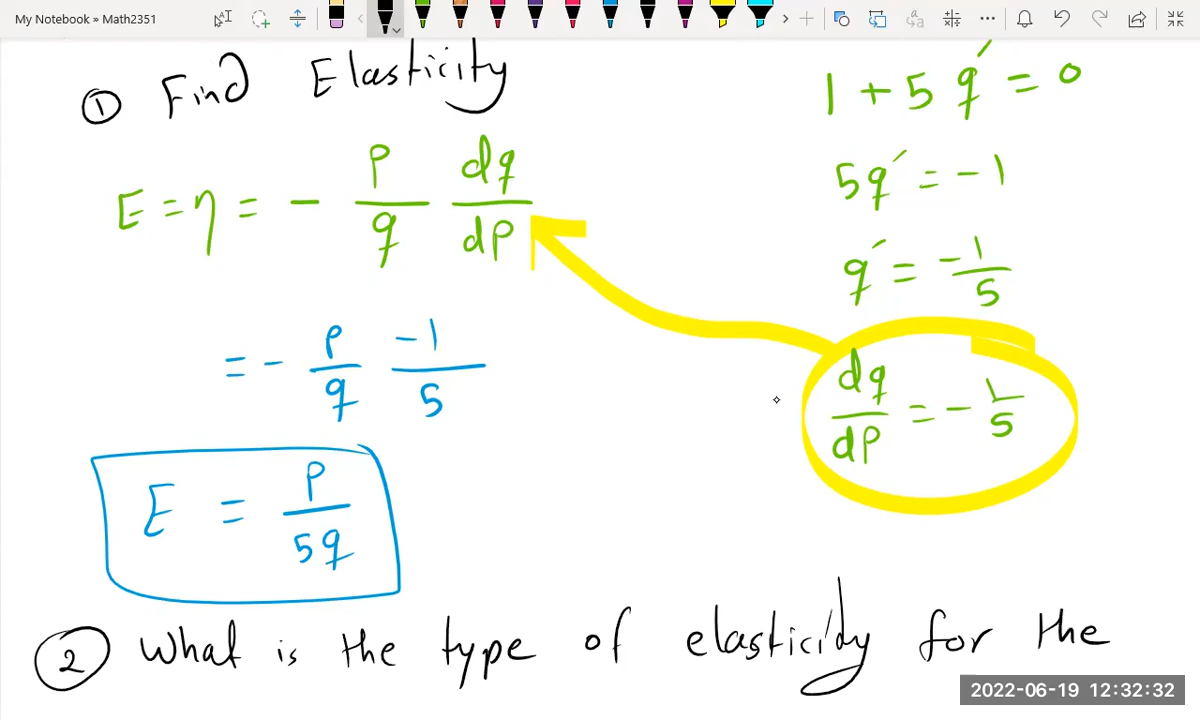 My Notebook » Math2351
① Find Elasticity
E = η = - p/q dq/dp
= - p/q -1/5
E = p/5q
1 + 5q' = 0
5q' = -1
q' = -1/5
dq/dp = - 1/5
② What is the type of elasticity for the
2022-06-19 12:32:32